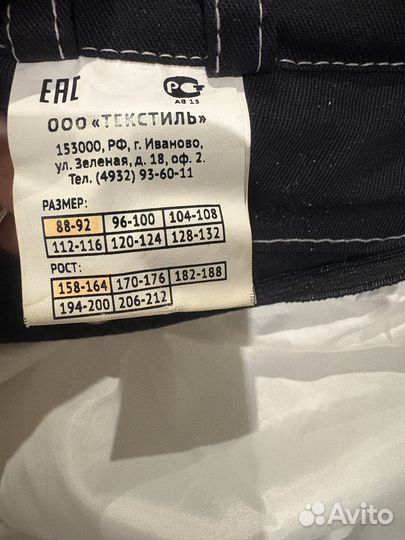 ЕАС
РС
АВ 15
ООО «ТЕКСТИЛЬ»
153000, РФ, г. Иваново,
ул. Зеленая, д. 18, оф. 2.
Тел. (4932) 93-60-11
РАЗМЕР:
88-92 96-100 104-108
112-116 120-124 128-132
РОСТ:
158-164 170-176 182-188
194-200 206-212
Avito